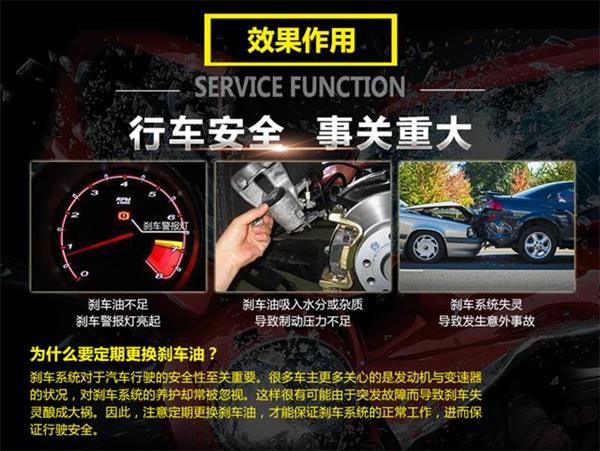 效果作用
SERVICE FUNCTION
行车安全 事关重大
RPM
x1000
刹车警报灯
0
1
2
3
4
5
6
7
8
刹车油不足
刹车警报灯亮起
刹车油吸入水分或杂质
导致制动压力不足
刹车系统失灵
导致发生意外事故
为什么要定期更换刹车油？
刹车系统对于汽车行驶的安全性至关重要。很多车主更多关心的是发动机与变速器
的状况，对刹车系统的养护却常被忽视。这样很有可能由于突发故障而导致刹车失
灵酿成大祸。因此，注意定期更换刹车油，才能保证刹车系统的正常工作，进而保
证行驶安全。